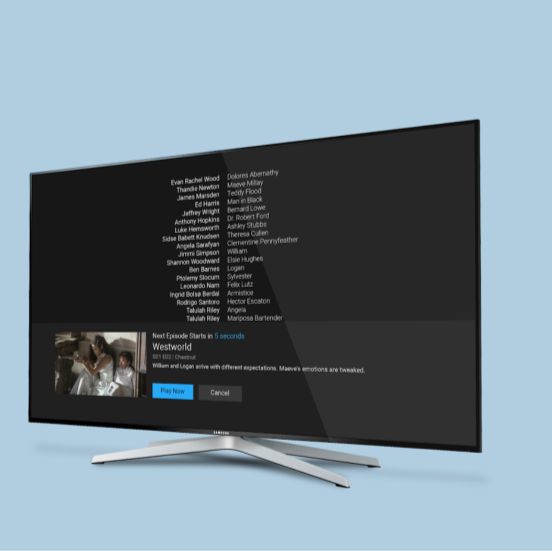 Evan Rachel Wood Dolores Abernathy
Thandie Newton Maeve Millay
James Marsden Teddy Flood
Ed Harris Man in Black
Jeffrey Wright Bernard Lowe
Anthony Hopkins Dr. Robert Ford
Luke Hemsworth Ashley Stubbs
Sidse Babett Knudsen Theresa Cullen
Angela Sarafyan Clementine Pennyfeather
Jimmi Simpson William
Shannon Woodward Elsie Hughes
Ben Barnes Logan
Ptolemy Slocum Sylvester
Leonardo Nam Felix Lutz
Ingrid Bolsa Berdal Armistice
Rodrigo Santoro Hector Escaton
Talulah Riley Angela
Talulah Riley Mariposa Bartender
Next Episode Starts in 5 seconds
Westworld
S01 E02 | Chestnut
William and Logan arrive with different expectations. Maeve's emotions are tweaked.
Play Now Cancel
SAMSUNG